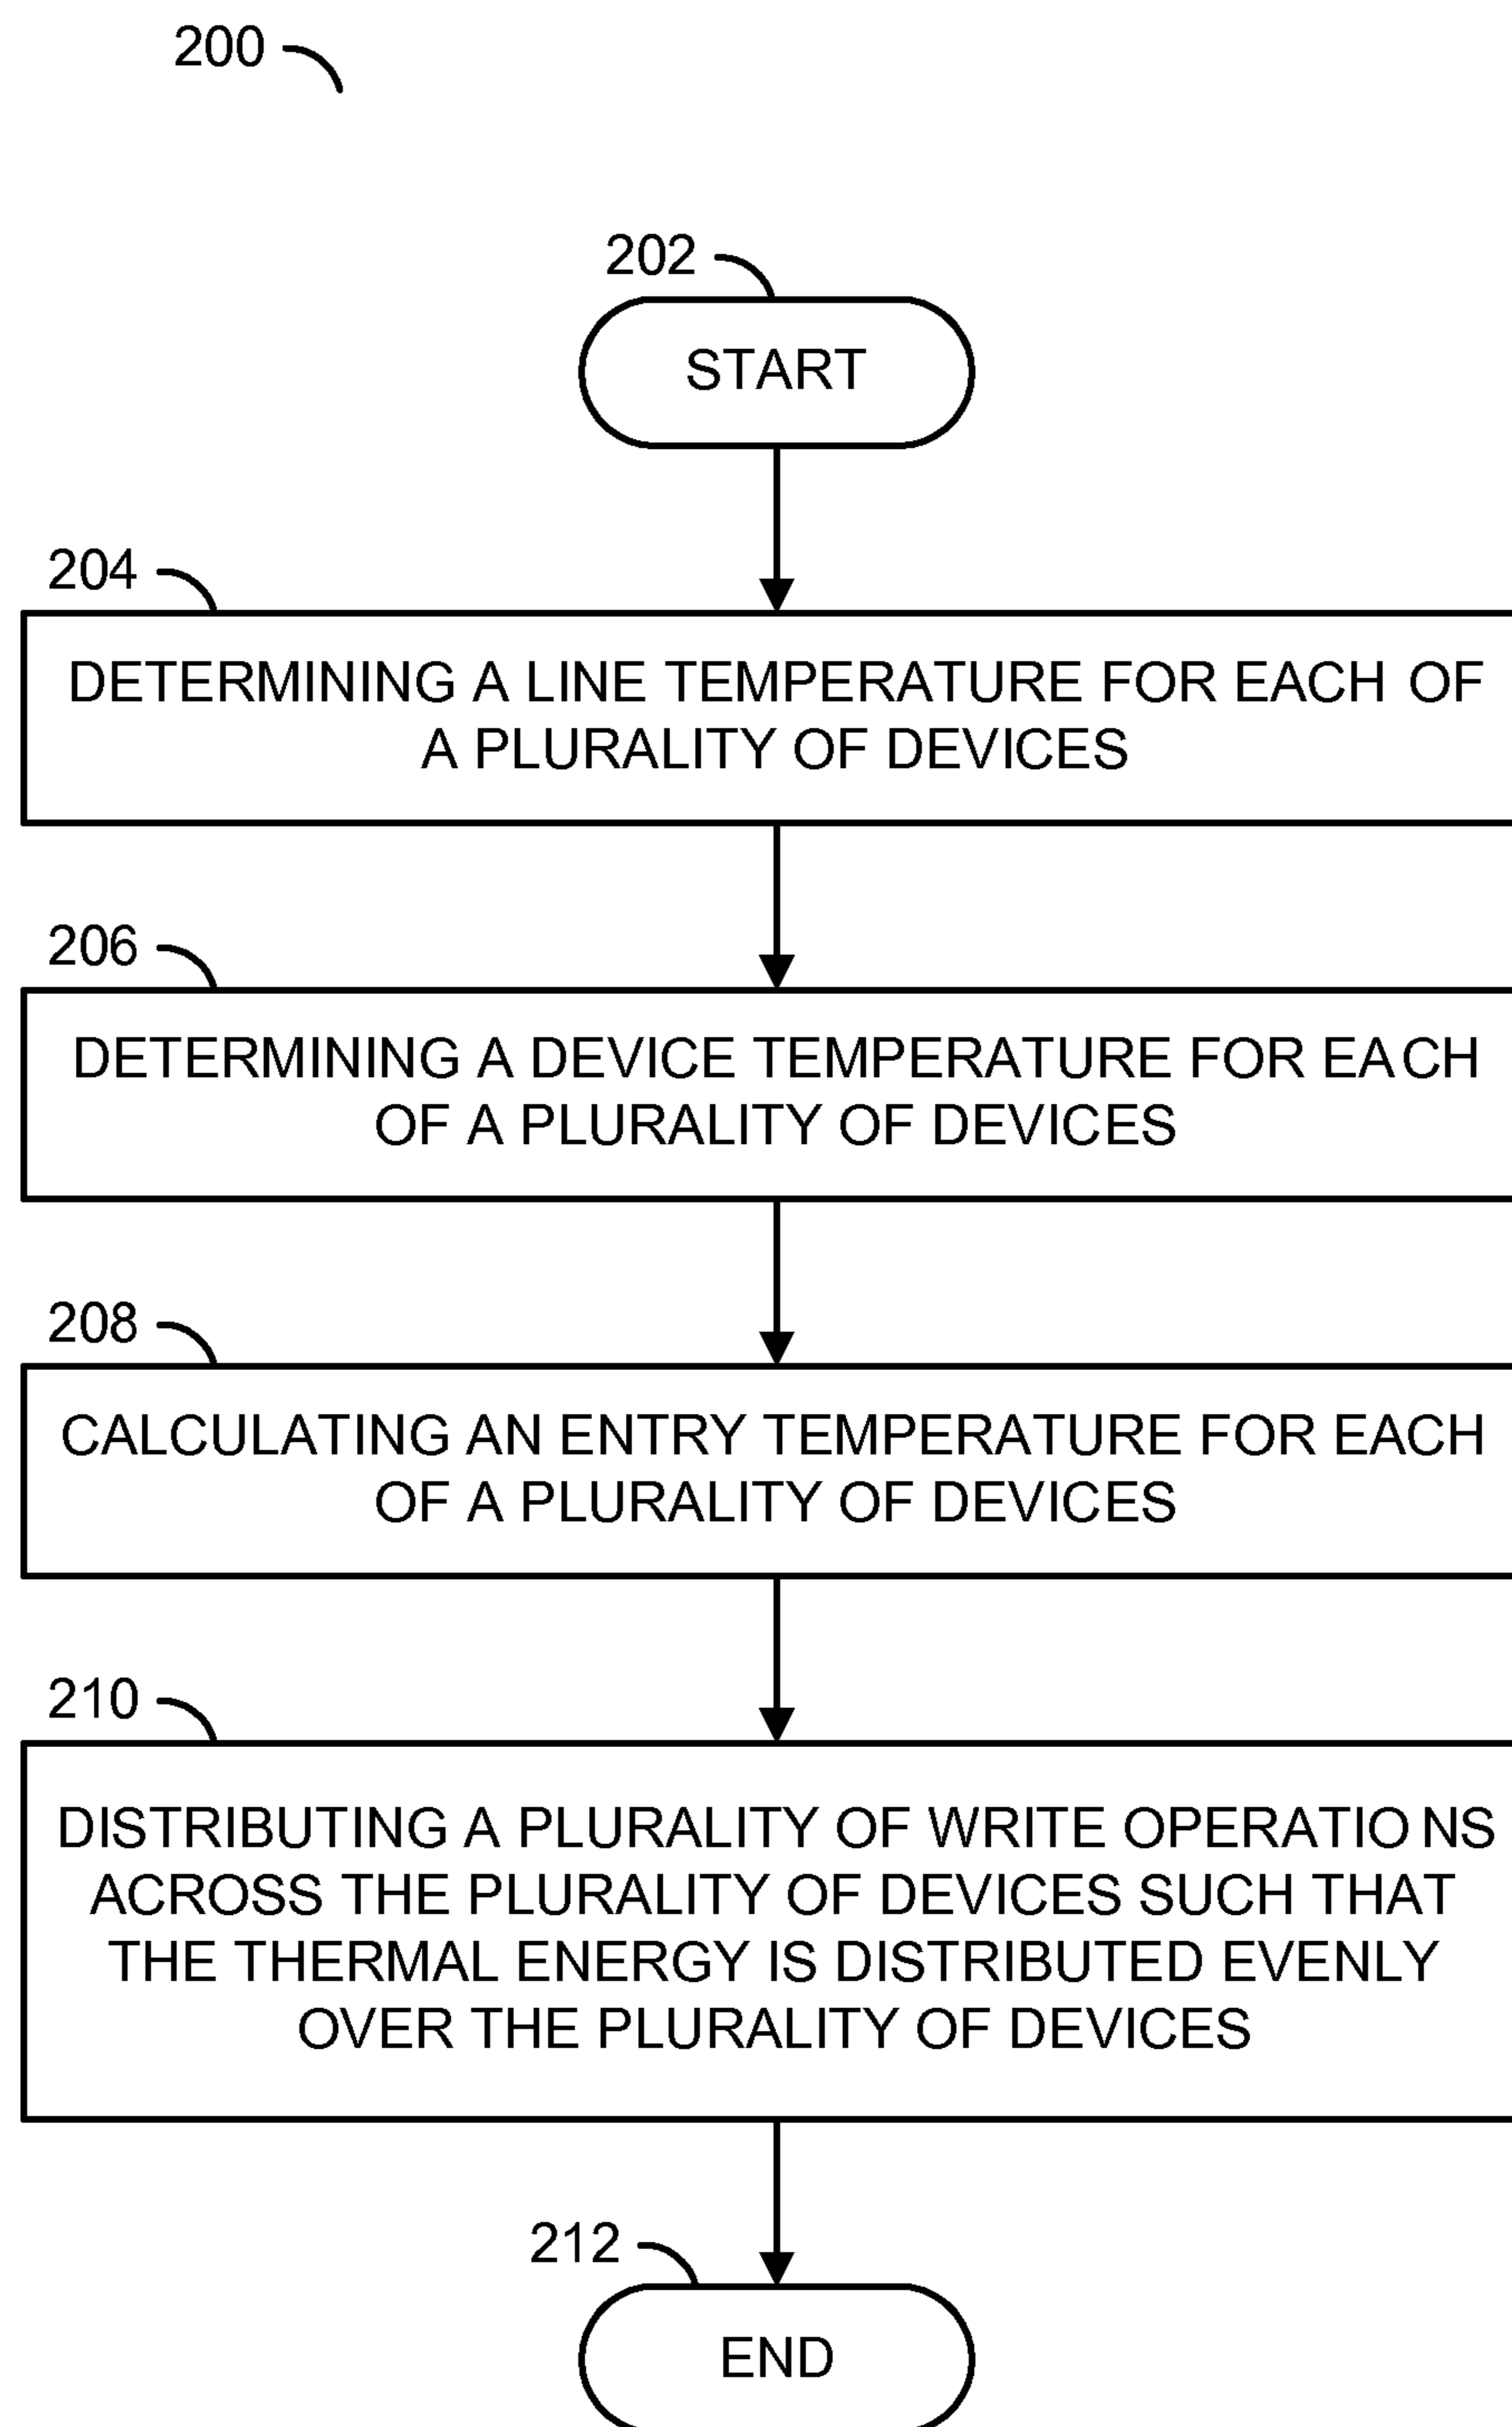 200
202
START
204
DETERMINING A LINE TEMPERATURE FOR EACH OF
A PLURALITY OF DEVICES
206
DETERMINING A DEVICE TEMPERATURE FOR EACH
OF A PLURALITY OF DEVICES
208
CALCULATING AN ENTRY TEMPERATURE FOR EACH
OF A PLURALITY OF DEVICES
210
DISTRIBUTING A PLURALITY OF WRITE OPERATIONS
ACROSS THE PLURALITY OF DEVICES SUCH THAT
THE THERMAL ENERGY IS DISTRIBUTED EVENLY
OVER THE PLURALITY OF DEVICES
212
END